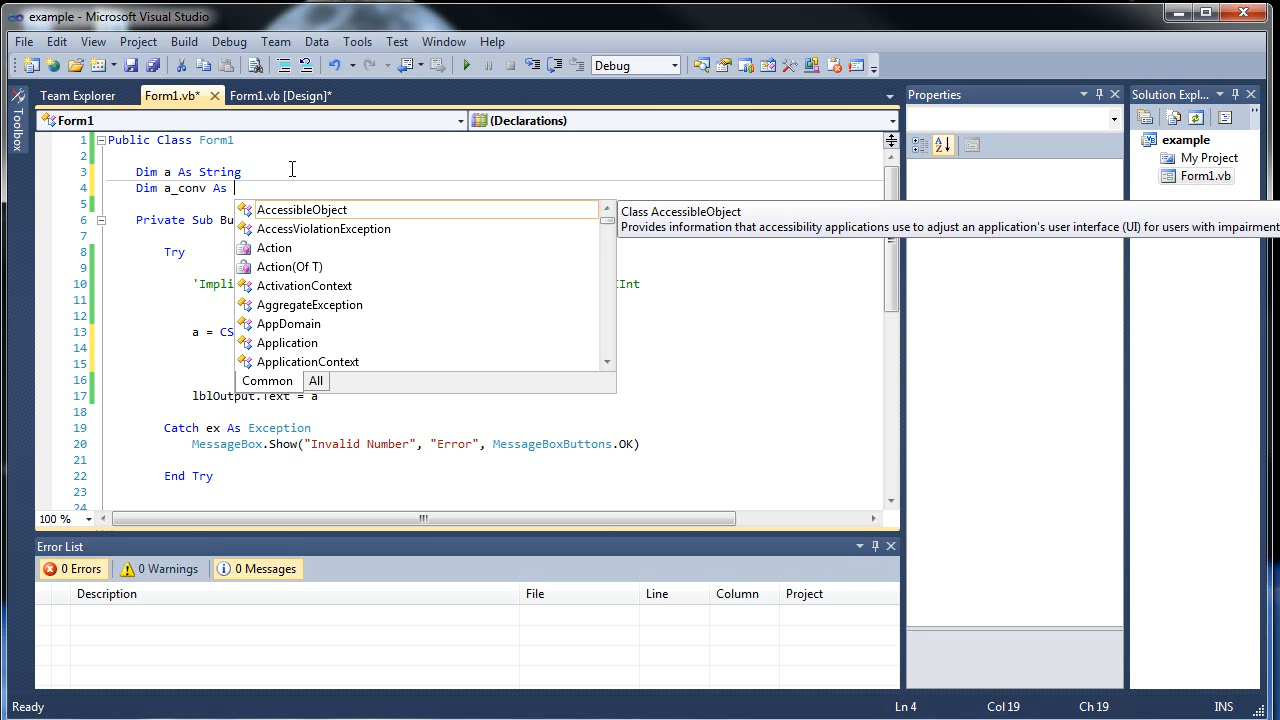 example - Microsoft Visual Studio
File Edit View Project Build Debug Team Data Tools Test Window Help
Debug
Team Explorer Form1.vb* Form1.vb [Design]*
Form1 (Declarations)
1 Public Class Form1
2
3 Dim a As String
4 Dim a_conv As
5
6 Private Sub Bu
7
8 Try
9
10 'Impli Int
11
12
13 a = CS
14
15
16
17 lblOutput.Text = a
18
19 Catch ex As Exception
20 MessageBox.Show("Invalid Number", "Error", MessageBoxButtons.OK)
21
22 End Try
23
24
AccessibleObject
AccessViolationException
Action
Action(Of T)
ActivationContext
AggregateException
AppDomain
Application
ApplicationContext
Common All
Class AccessibleObject
Provides information that accessibility applications use to adjust an application's user interface (UI) for users with impairment
100 %
Error List
0 Errors 0 Warnings 0 Messages
Description File Line Column Project
Toolbox
Properties
Solution Expl...
example
My Project
Form1.vb
Ready Ln 4 Col 19 Ch 19 INS